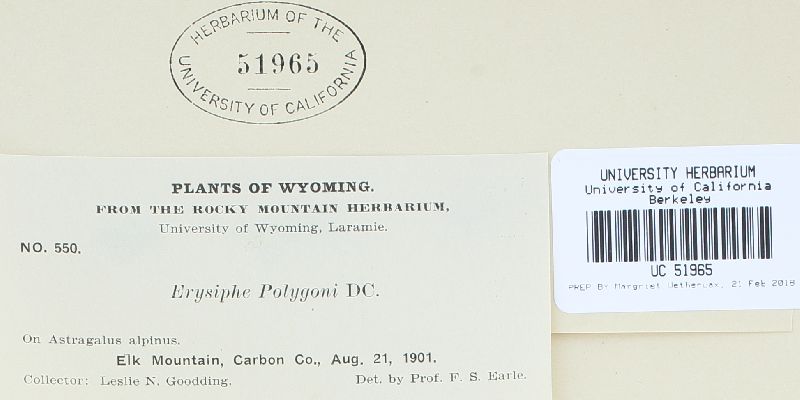 HERBARIUM OF THE
51965
UNIVERSITY OF CALIFORNIA
PLANTS OF WYOMING.
FROM THE ROCKY MOUNTAIN HERBARIUM,
University of Wyoming, Laramie.
NO. 550.
Erysiphe Polygoni DC.
On Astragalus alpinus.
Elk Mountain, Carbon Co., Aug. 21, 1901.
Collector: Leslie N. Goodding. Det. by Prof. F. S. Earle.
UNIVERSITY HERBARIUM
University of California
Berkeley
UC 51965
PREP BY Margriet Wetherwax, 21 Feb 2018